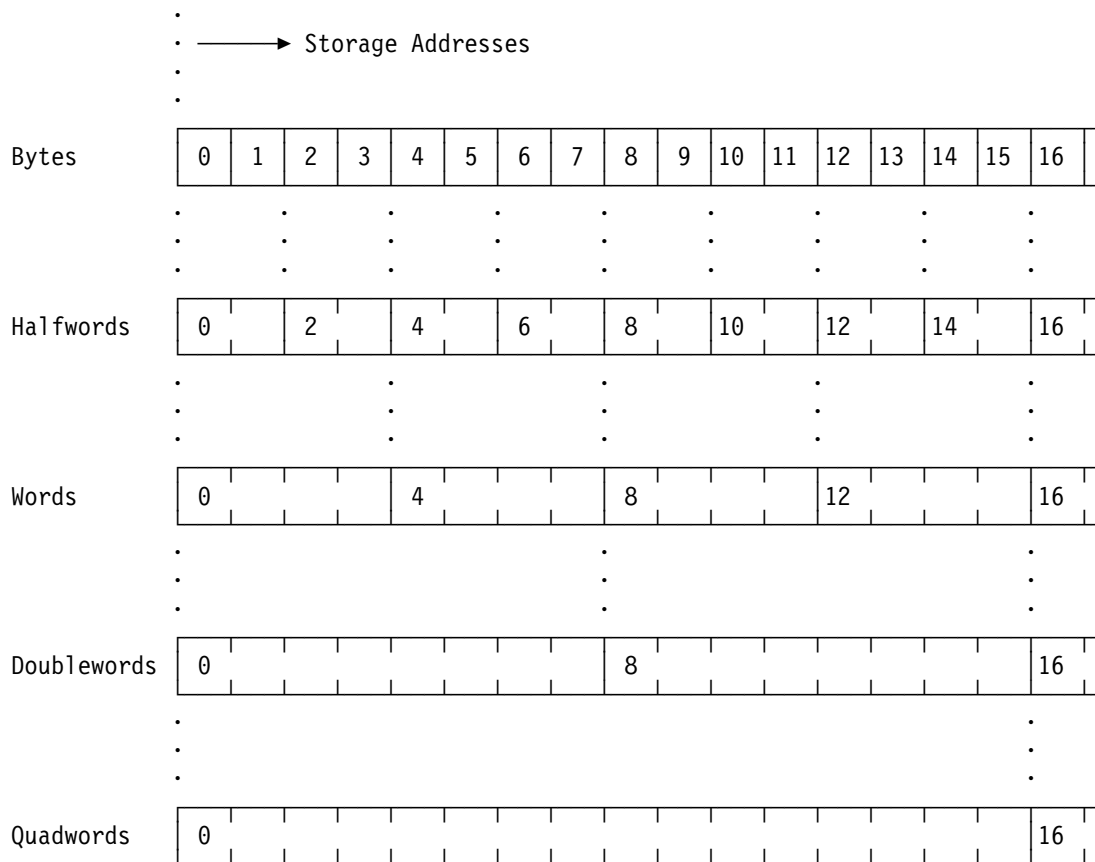 Storage Addresses
Bytes 0 1 2 3 4 5 6 7 8 9 10 11 12 13 14 15 16
Halfwords 0 2 4 6 8 10 12 14 16
Words 0 4 8 12 16
Doublewords 0 8 16
Quadwords 0 16